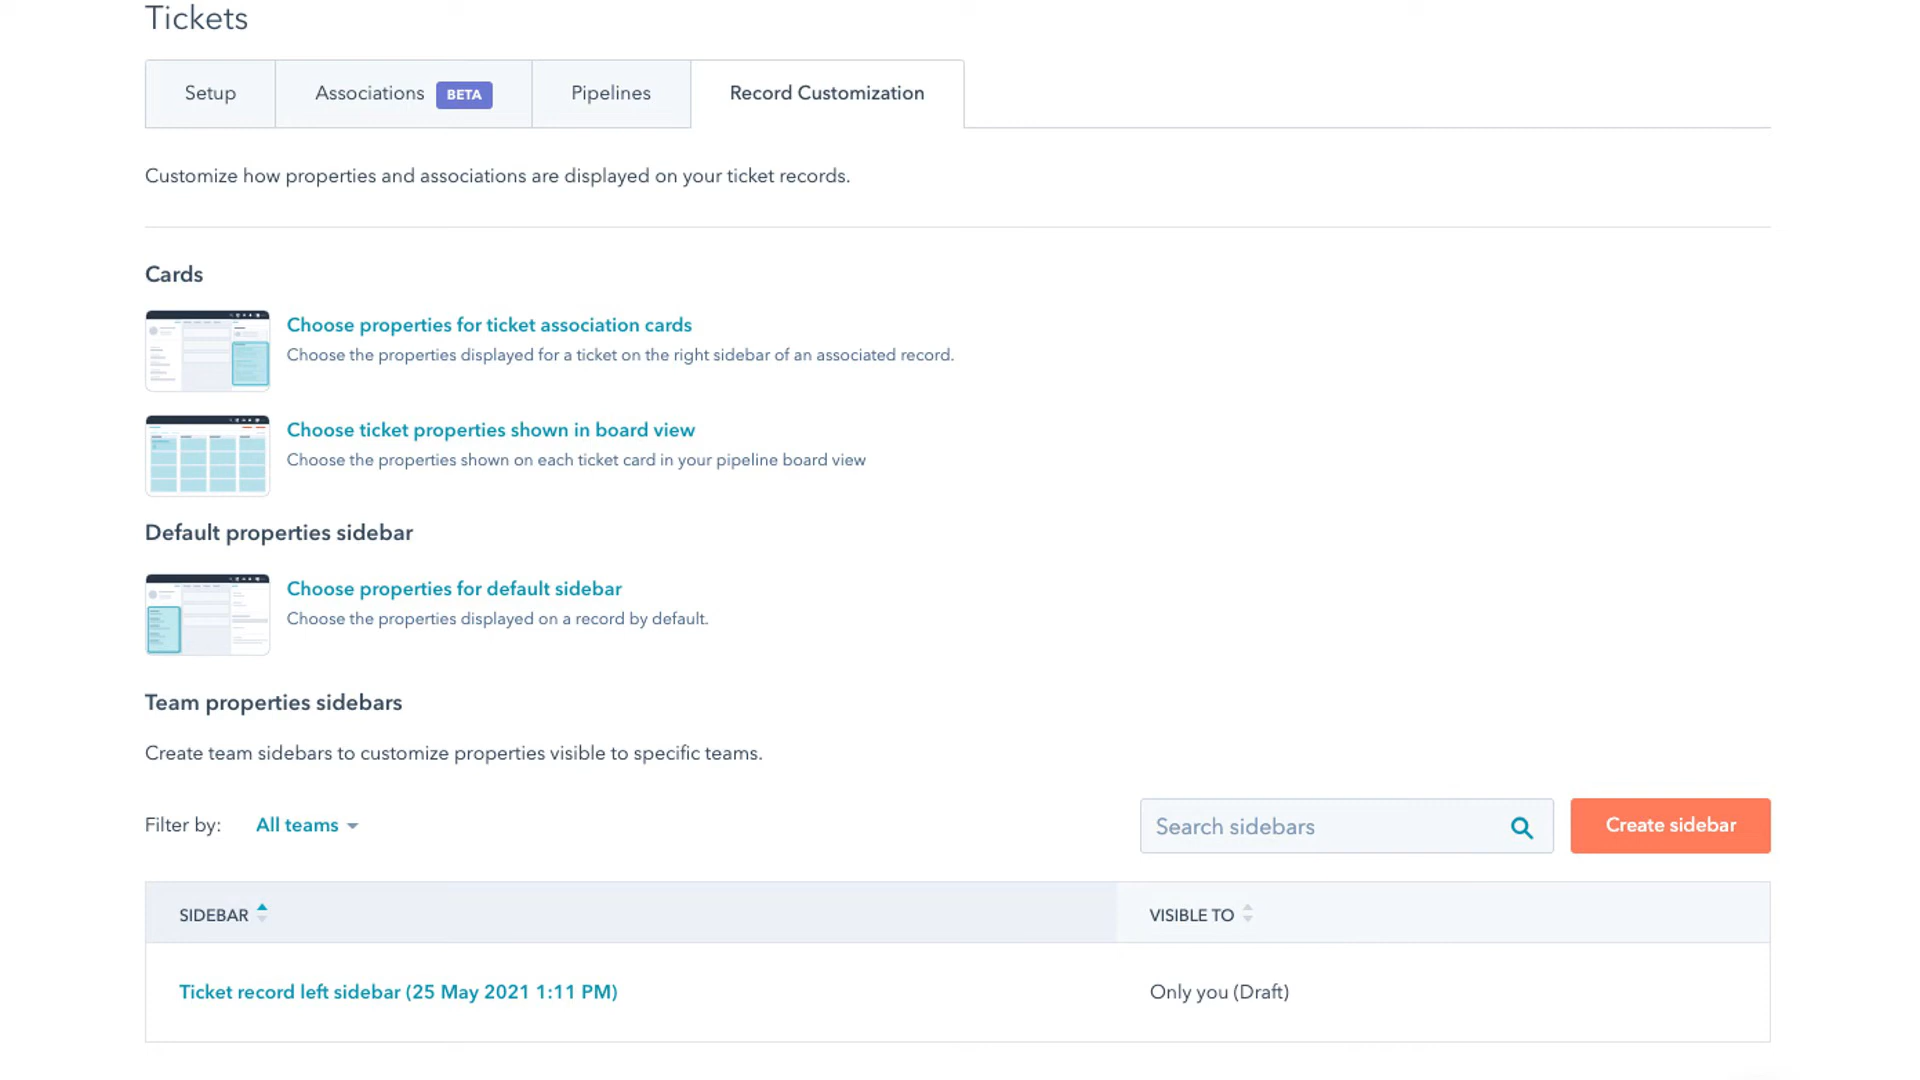 Tickets
Setup
Associations BETA
Pipelines
Record Customization
Customize how properties and associations are displayed on your ticket records.
Cards
Choose properties for ticket association cards
Choose the properties displayed for a ticket on the right sidebar of an associated record.
Choose ticket properties shown in board view
Choose the properties shown on each ticket card in your pipeline board view
Default properties sidebar
Choose properties for default sidebar
Choose the properties displayed on a record by default.
Team properties sidebars
Create team sidebars to customize properties visible to specific teams.
Filter by: All teams
Search sidebars
Create sidebar
SIDEBAR
VISIBLE TO
Ticket record left sidebar (25 May 2021 1:11 PM)
Only you (Draft)